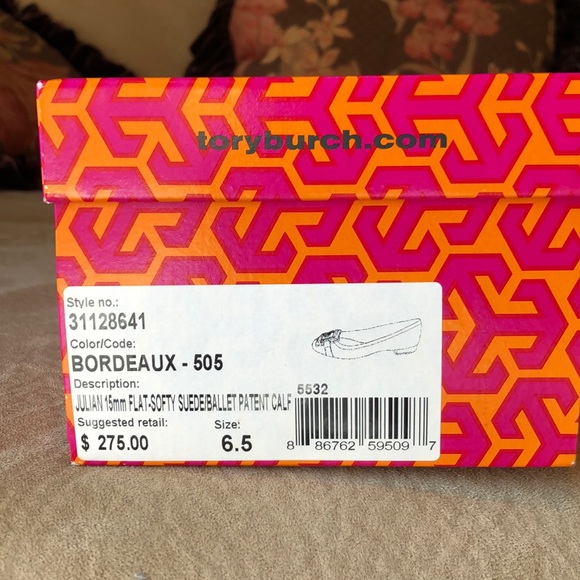 toryburch.com
Style no.:
31128641
Color/Code:
BORDEAUX - 505
Description:
JULIAN 15mm FLAT-SOFTY SUEDE/BALLET PATENT CALF
5532
Suggested retail: Size:
$ 275.00 6.5
8 86762 59509 7